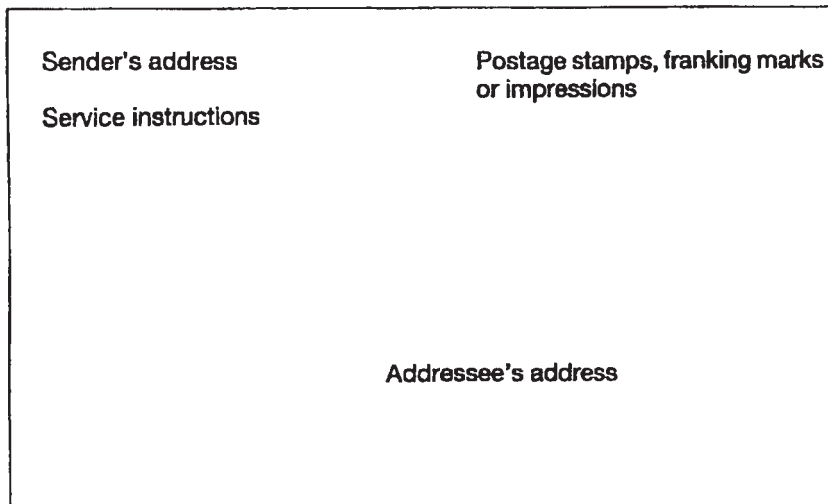 Sender's address
Postage stamps, franking marks
or impressions
Service instructions
Addressee's address